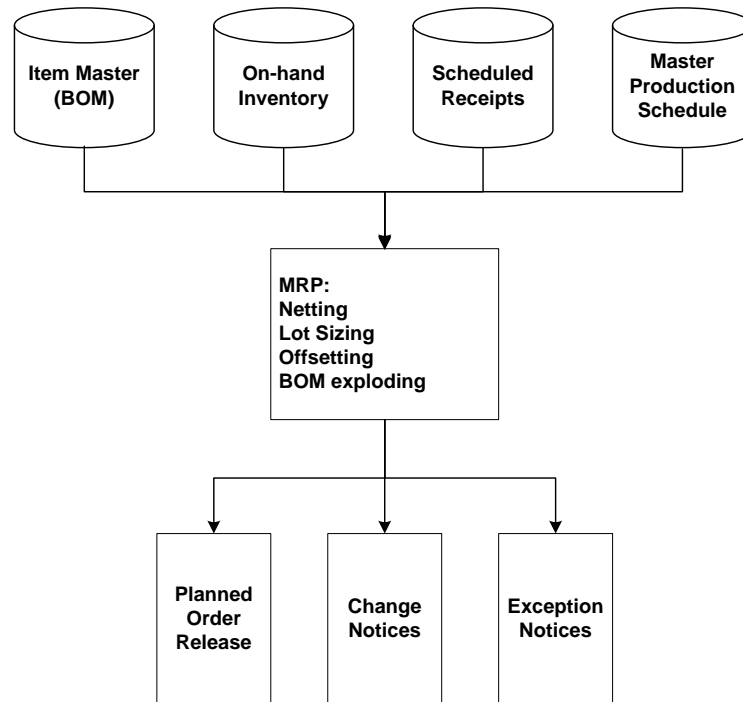 Item Master
(BOM)
On-hand
Inventory
Scheduled
Receipts
Master
Production
Schedule
MRP:
Netting
Lot Sizing
Offsetting
BOM exploding
Planned
Order
Release
Change
Notices
Exception
Notices